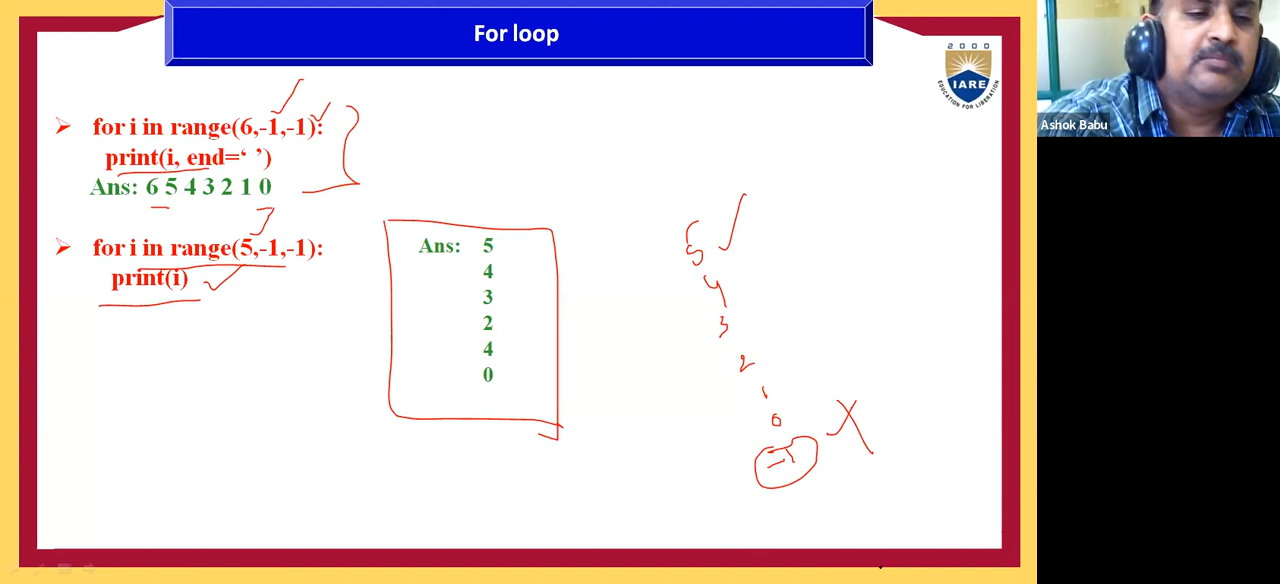 For loop
2000
IARE
EDUCATION FOR LIBERATION
Ashok Babu
➢ for i in range(6,-1,-1):
print(i, end=‘ ’)
Ans: 6 5 4 3 2 1 0
➢ for i in range(5,-1,-1):
print(i)
Ans: 5
4
3
2
4
0
5
4
3
2
1
0
-1